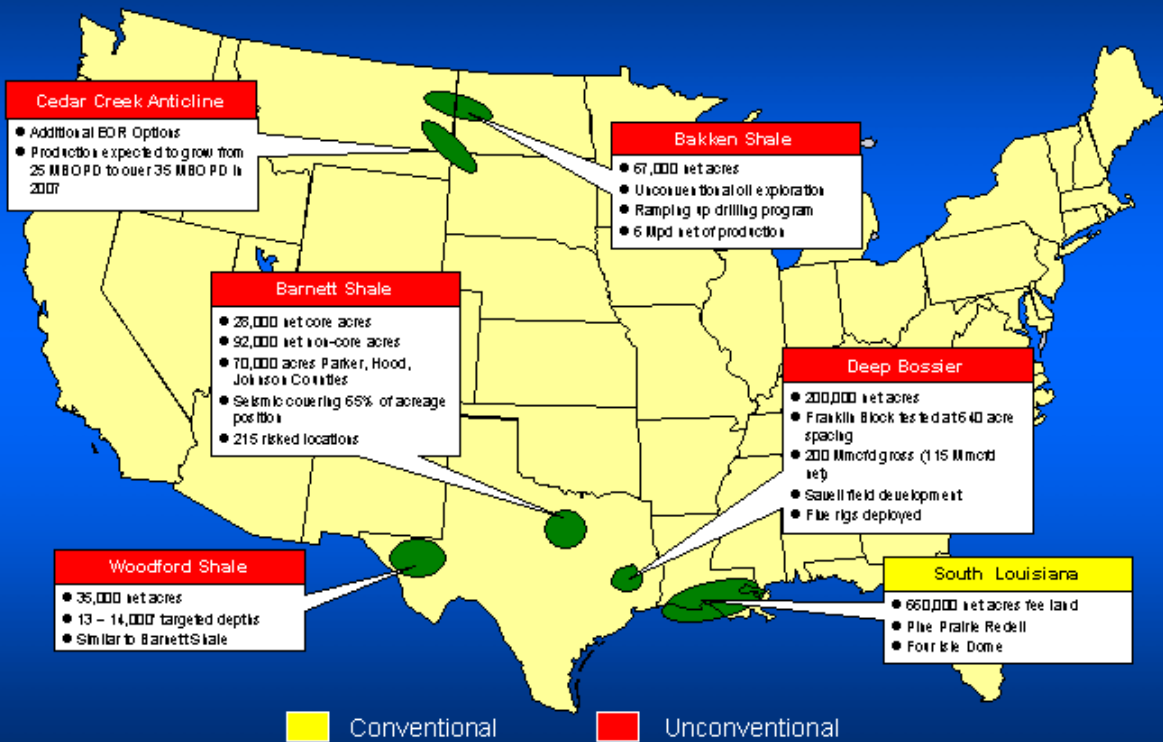 Cedar Creek Anticline
● Additional EOR Options
● Production expected to grow from
25 MBOPD to over 35 MBOPD in
2007
Bakken Shale
● 67,000 net acres
● Unconventional oil exploration
● Ramping up drilling program
● 6 Mpd net of production
Barnett Shale
● 28,000 net core acres
● 92,000 net non-core acres
● 70,000 acres Parker, Hood,
Johnson Counties
● Seismic covering 65% of acreage
position
● 215 risked locations
Deep Bossier
● 200,000 net acres
● Franklin Block tested at 640 acre
spacing
● 200 Mmcfd gross (115 Mmcfd
net)
● Savell field development
● Five rigs deployed
Woodford Shale
● 35,000 net acres
● 13 – 14,000' targeted depths
● Similar to Barnett Shale
South Louisiana
● 660,000 net acres fee land
● Pine Prairie Redell
● Four Isle Dome
Conventional
Unconventional